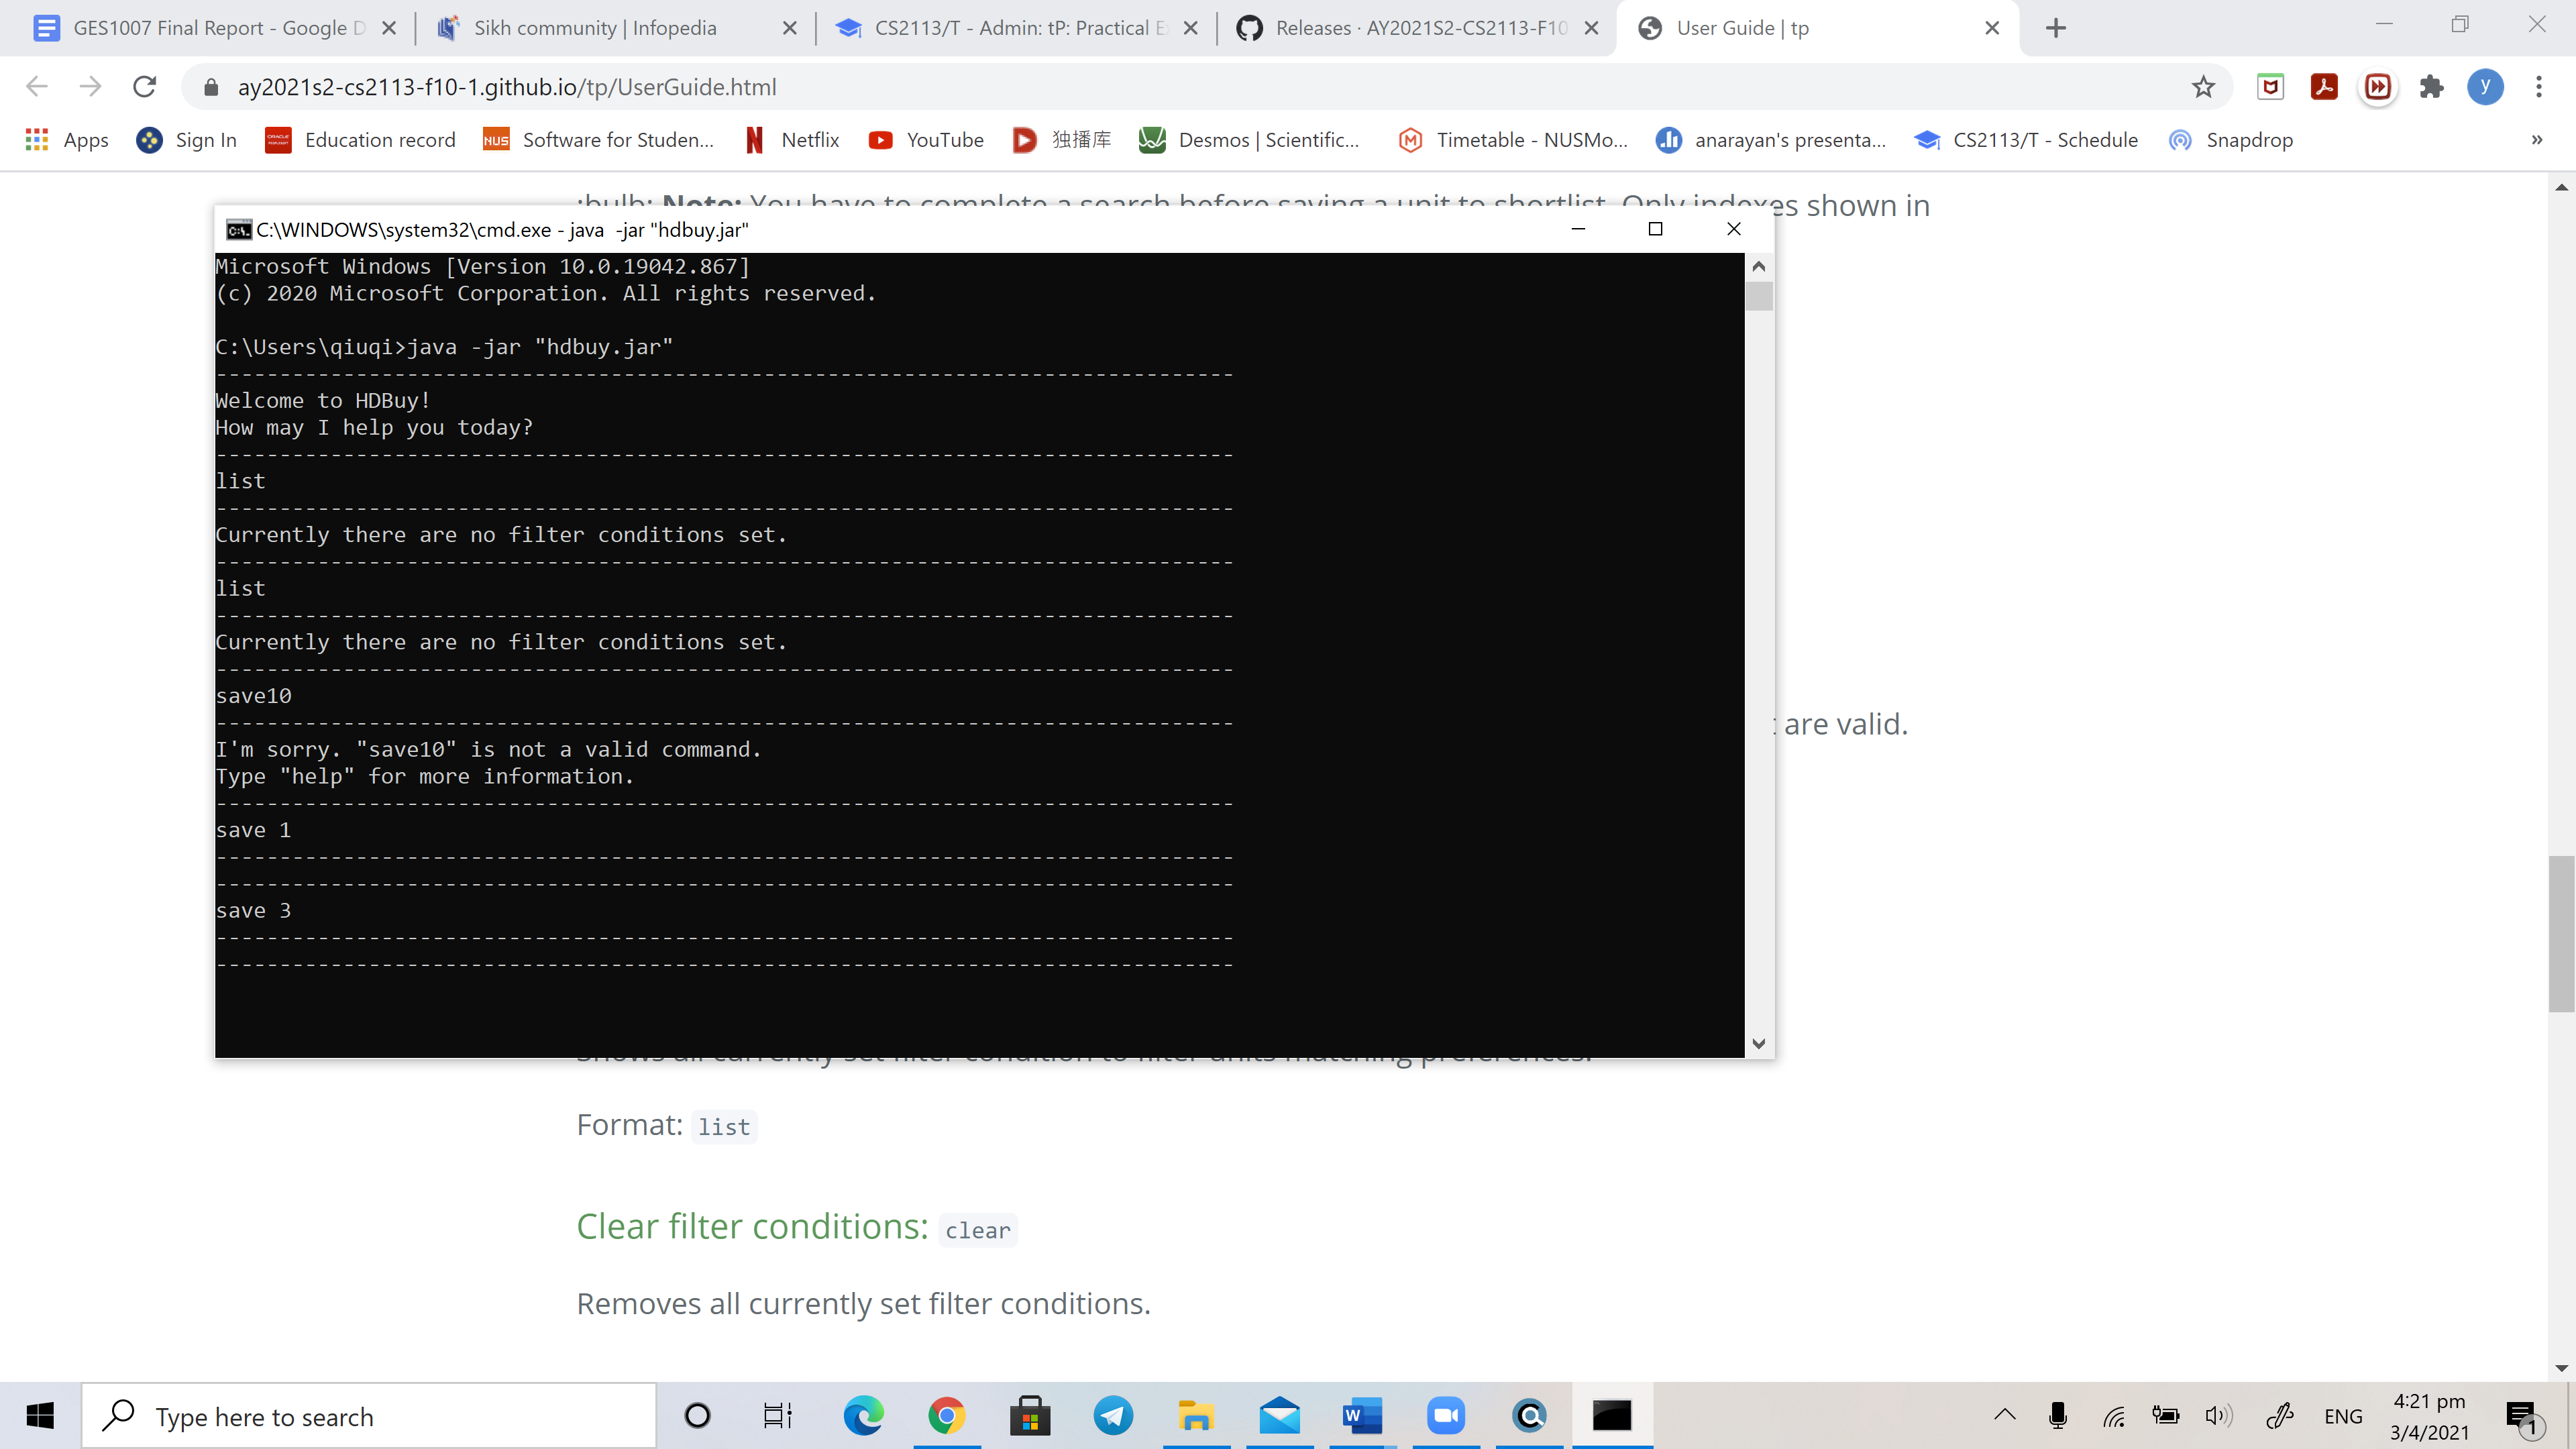 GES1007 Final Report - Google D
Sikh community | Infopedia
CS2113/T - Admin: tP: Practical E
Releases · AY2021S2-CS2113-F10
User Guide | tp
ay2021s2-cs2113-f10-1.github.io/tp/UserGuide.html
y
Apps
Sign In
Education record
NUS
Software for Studen...
Netflix
YouTube
独播库
Desmos | Scientific...
Timetable - NUSMo...
anarayan's presenta...
CS2113/T - Schedule
Snapdrop
»
:bulb: Note: You have to complete a search before saving a unit to shortlist. Only indexes shown in
C:\WINDOWS\system32\cmd.exe - java  -jar "hdbuy.jar"
Microsoft Windows [Version 10.0.19042.867]
(c) 2020 Microsoft Corporation. All rights reserved.
C:\Users\qiuqi>java -jar "hdbuy.jar"
--------------------------------------------------------------------------------
Welcome to HDBuy!
How may I help you today?
--------------------------------------------------------------------------------
list
--------------------------------------------------------------------------------
Currently there are no filter conditions set.
--------------------------------------------------------------------------------
list
--------------------------------------------------------------------------------
Currently there are no filter conditions set.
--------------------------------------------------------------------------------
save10
--------------------------------------------------------------------------------
I'm sorry. "save10" is not a valid command.
Type "help" for more information.
--------------------------------------------------------------------------------
save 1
--------------------------------------------------------------------------------
--------------------------------------------------------------------------------
save 3
--------------------------------------------------------------------------------
--------------------------------------------------------------------------------
are valid.
Shows all currently set filter condition to filter units matching preferences.
Format: list
Clear filter conditions: clear
Removes all currently set filter conditions.
Type here to search
ENG
4:21 pm
3/4/2021
1